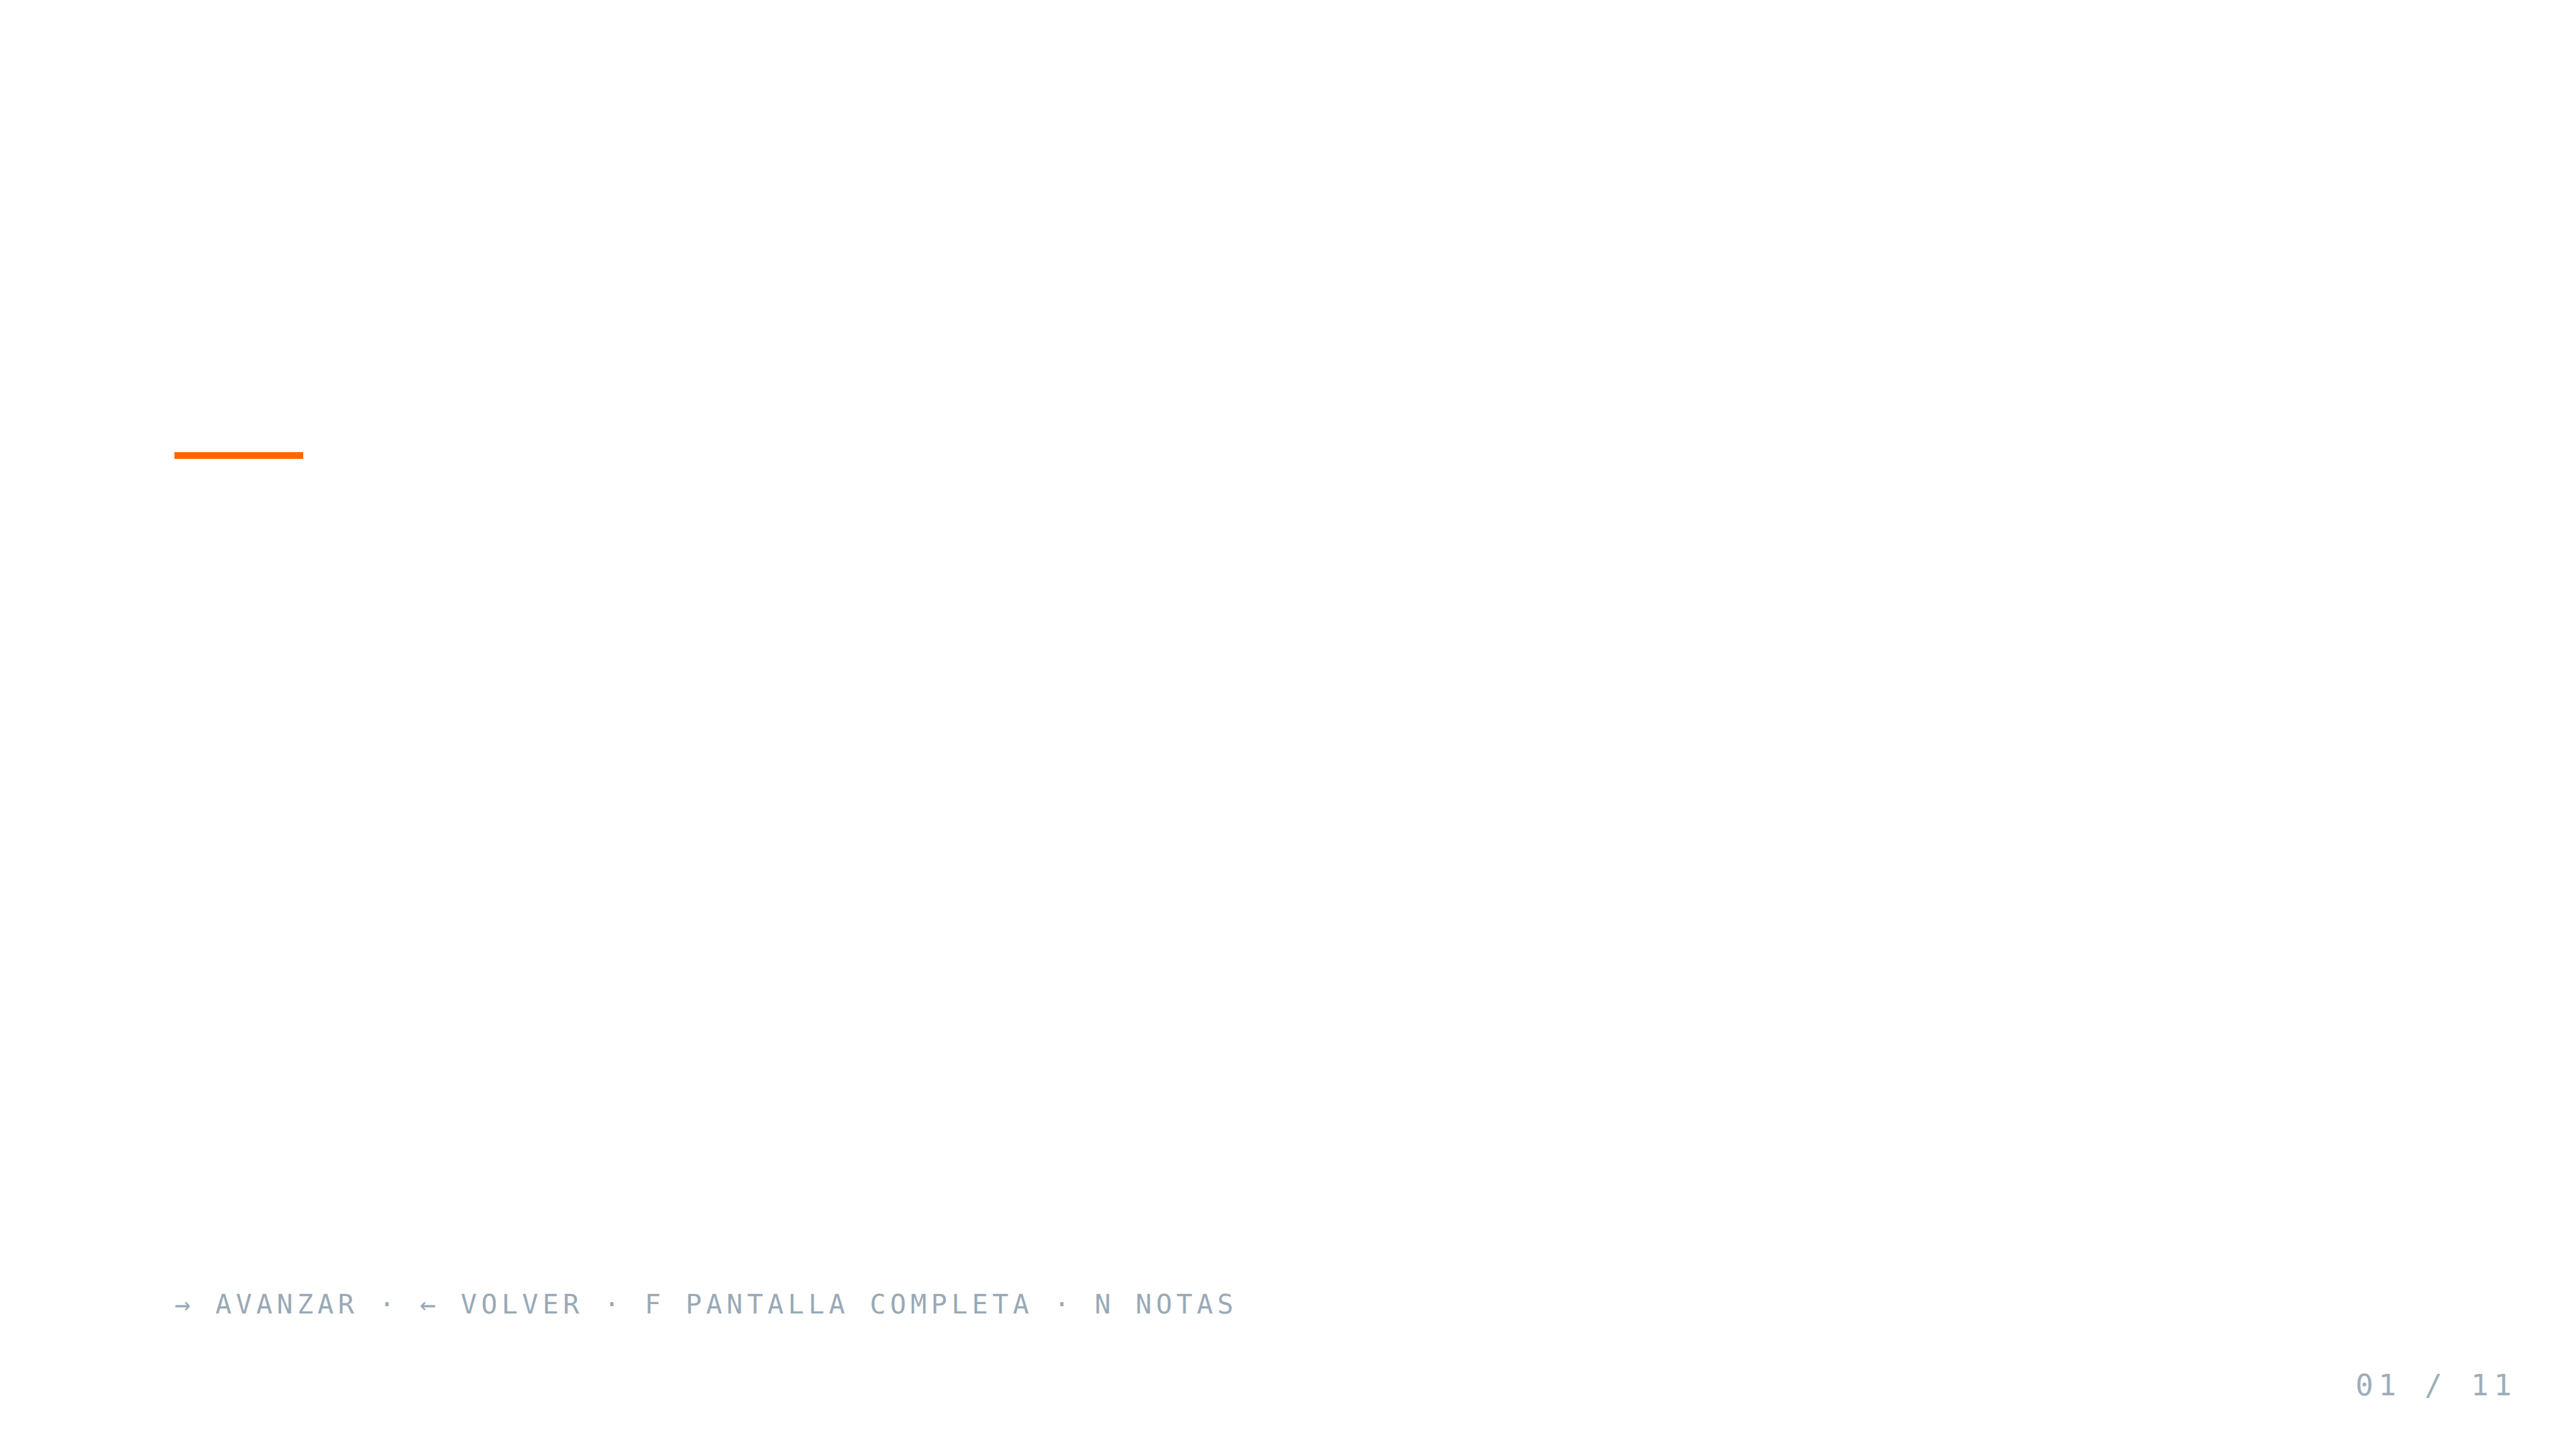 → AVANZAR · ← VOLVER · F PANTALLA COMPLETA · N NOTAS
01 / 11